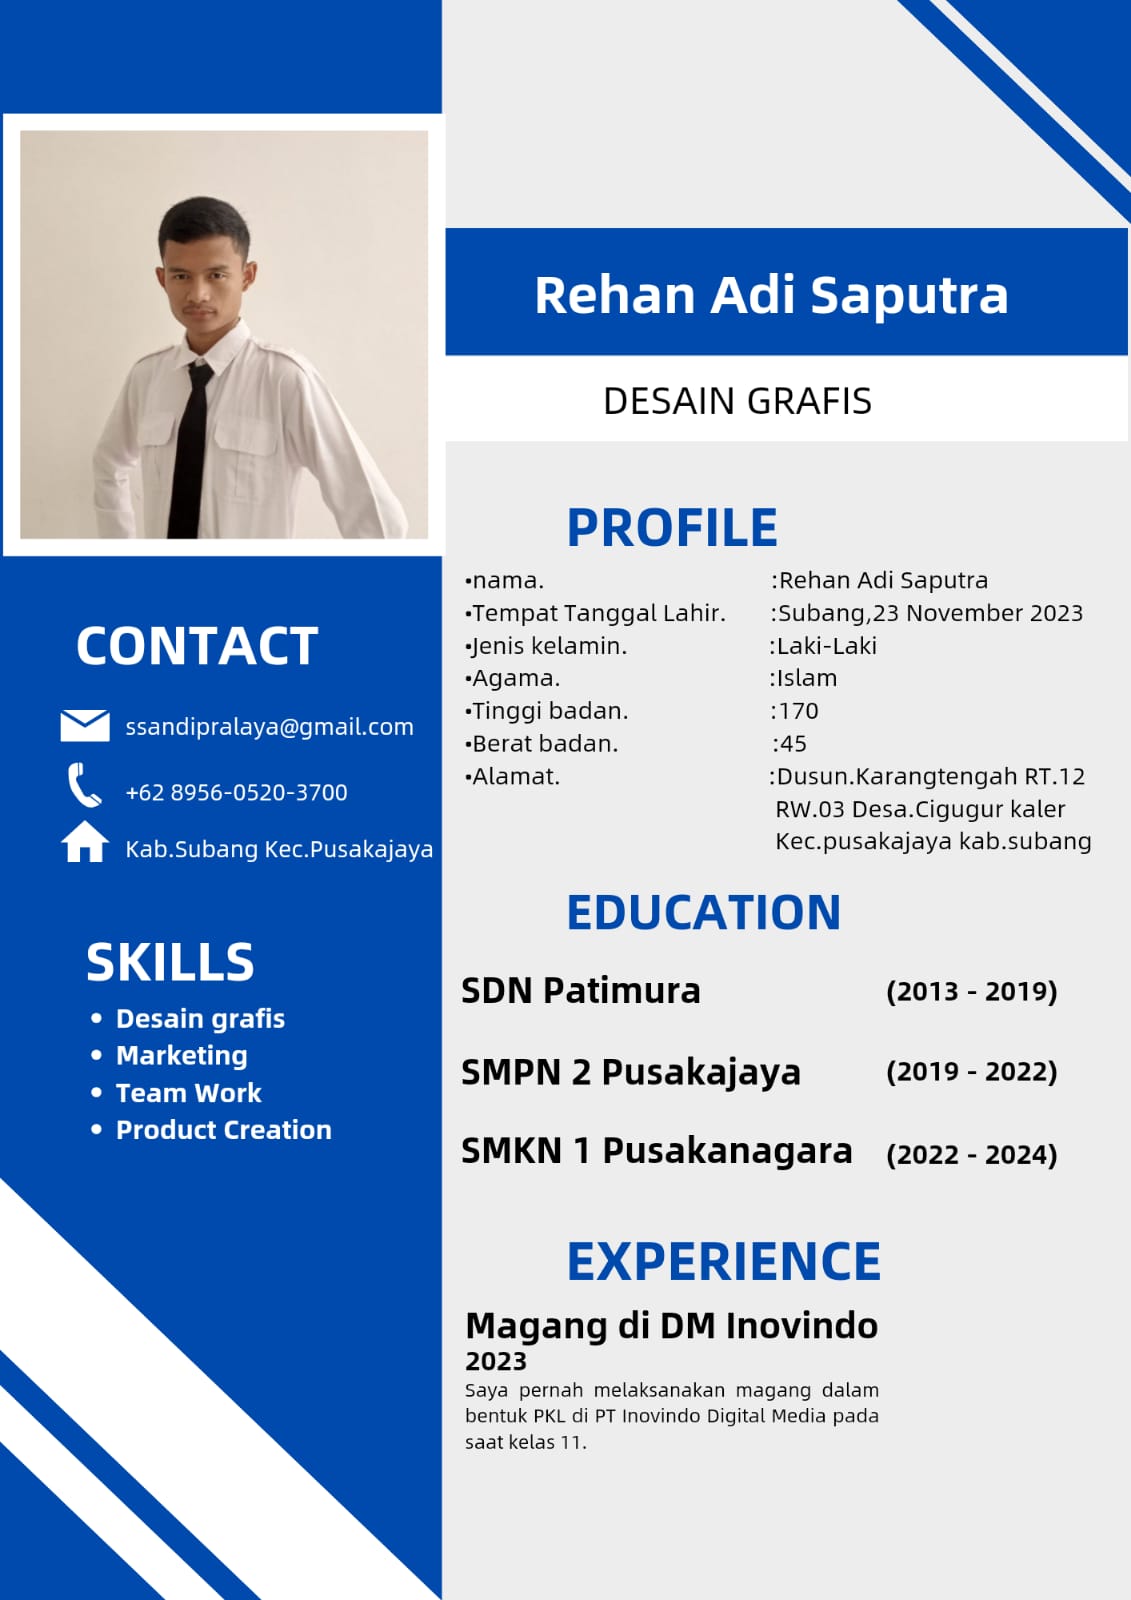 Rehan Adi Saputra
DESAIN GRAFIS
CONTACT
ssandipralaya@gmail.com
+62 8956-0520-3700
Kab.Subang Kec.Pusakajaya
SKILLS
• Desain grafis
• Marketing
• Team Work
• Product Creation
PROFILE
•nama. :Rehan Adi Saputra
•Tempat Tanggal Lahir. :Subang,23 November 2023
•Jenis kelamin. :Laki-Laki
•Agama. :Islam
•Tinggi badan. :170
•Berat badan. :45
•Alamat. :Dusun.Karangtengah RT.12
RW.03 Desa.Cigugur kaler
Kec.pusakajaya kab.subang
EDUCATION
SDN Patimura (2013 - 2019)
SMPN 2 Pusakajaya (2019 - 2022)
SMKN 1 Pusakanagara (2022 - 2024)
EXPERIENCE
Magang di DM Inovindo
2023
Saya pernah melaksanakan magang dalam
bentuk PKL di PT Inovindo Digital Media pada
saat kelas 11.